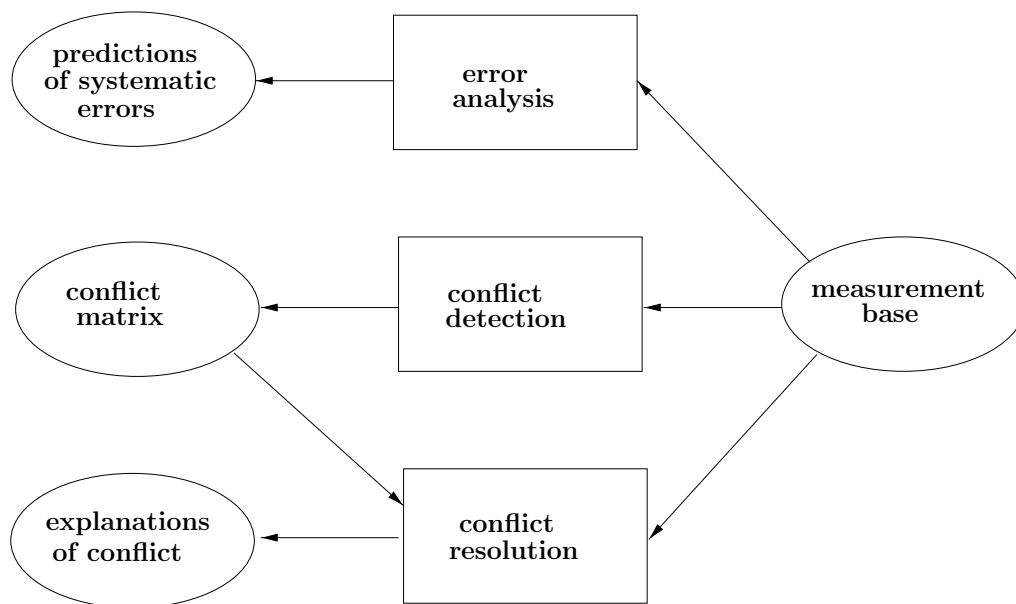 predictions
of systematic
errors
error
analysis
conflict
matrix
conflict
detection
measurement
base
explanations
of conflict
conflict
resolution